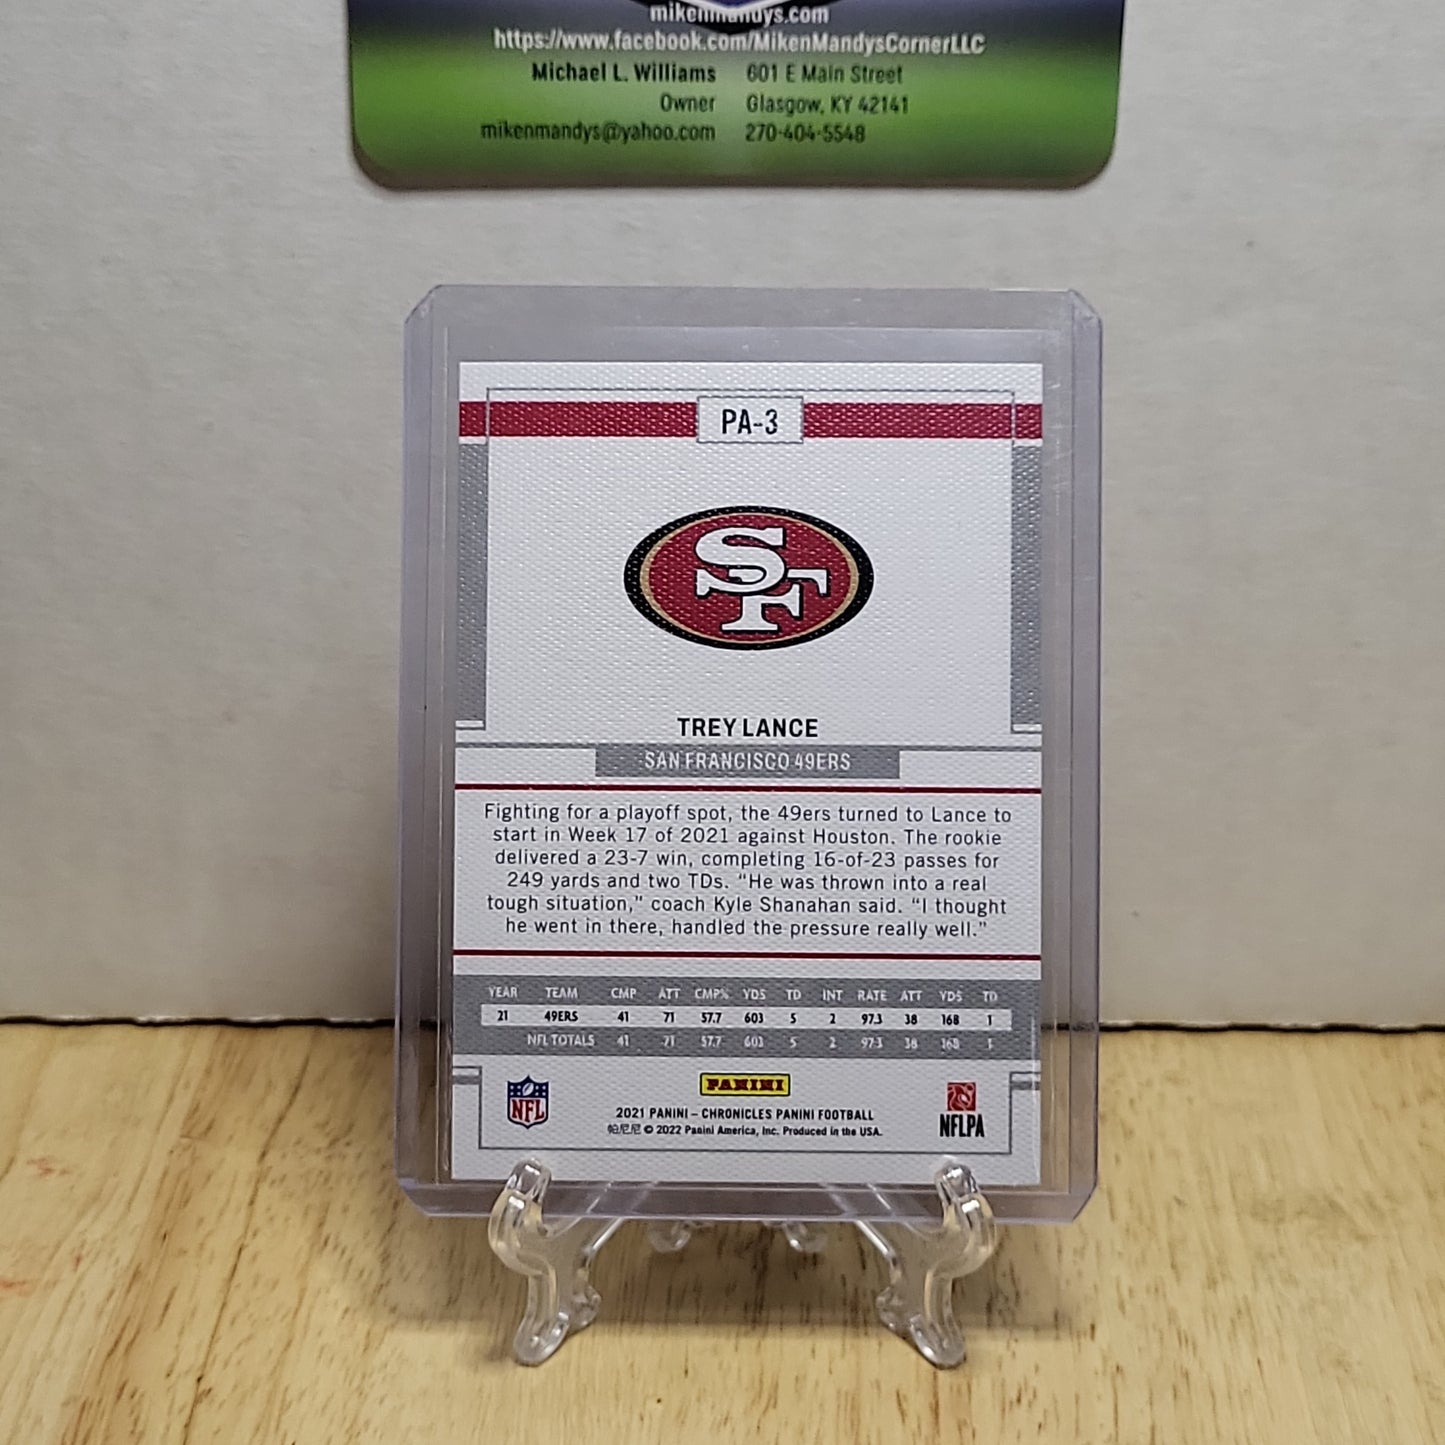 mikenmandys.com
https://www.facebook.com/MikenMandysCornerLLC
Michael L. Williams 601 E Main Street
Owner Glasgow, KY 42141
mikenmandys@yahoo.com 270-404-5548
PA-3
SF
TREY LANCE
SAN FRANCISCO 49ERS
Fighting for a playoff spot, the 49ers turned to Lance to
start in Week 17 of 2021 against Houston. The rookie
delivered a 23-7 win, completing 16-of-23 passes for
249 yards and two TDs. “He was thrown into a real
tough situation,” coach Kyle Shanahan said. “I thought
he went in there, handled the pressure really well.”
YEAR TEAM CMP ATT CMP% YDS TD INT RATE ATT YDS TD
21 49ERS 41 71 57.7 603 5 2 97.3 38 168 1
NFL TOTALS 41 71 57.7 603 5 2 97.3 38 168 1
NFL
PANINI
2021 PANINI – CHRONICLES PANINI FOOTBALL
帕尼尼 © 2022 Panini America, Inc. Produced in the USA.
NFLPA